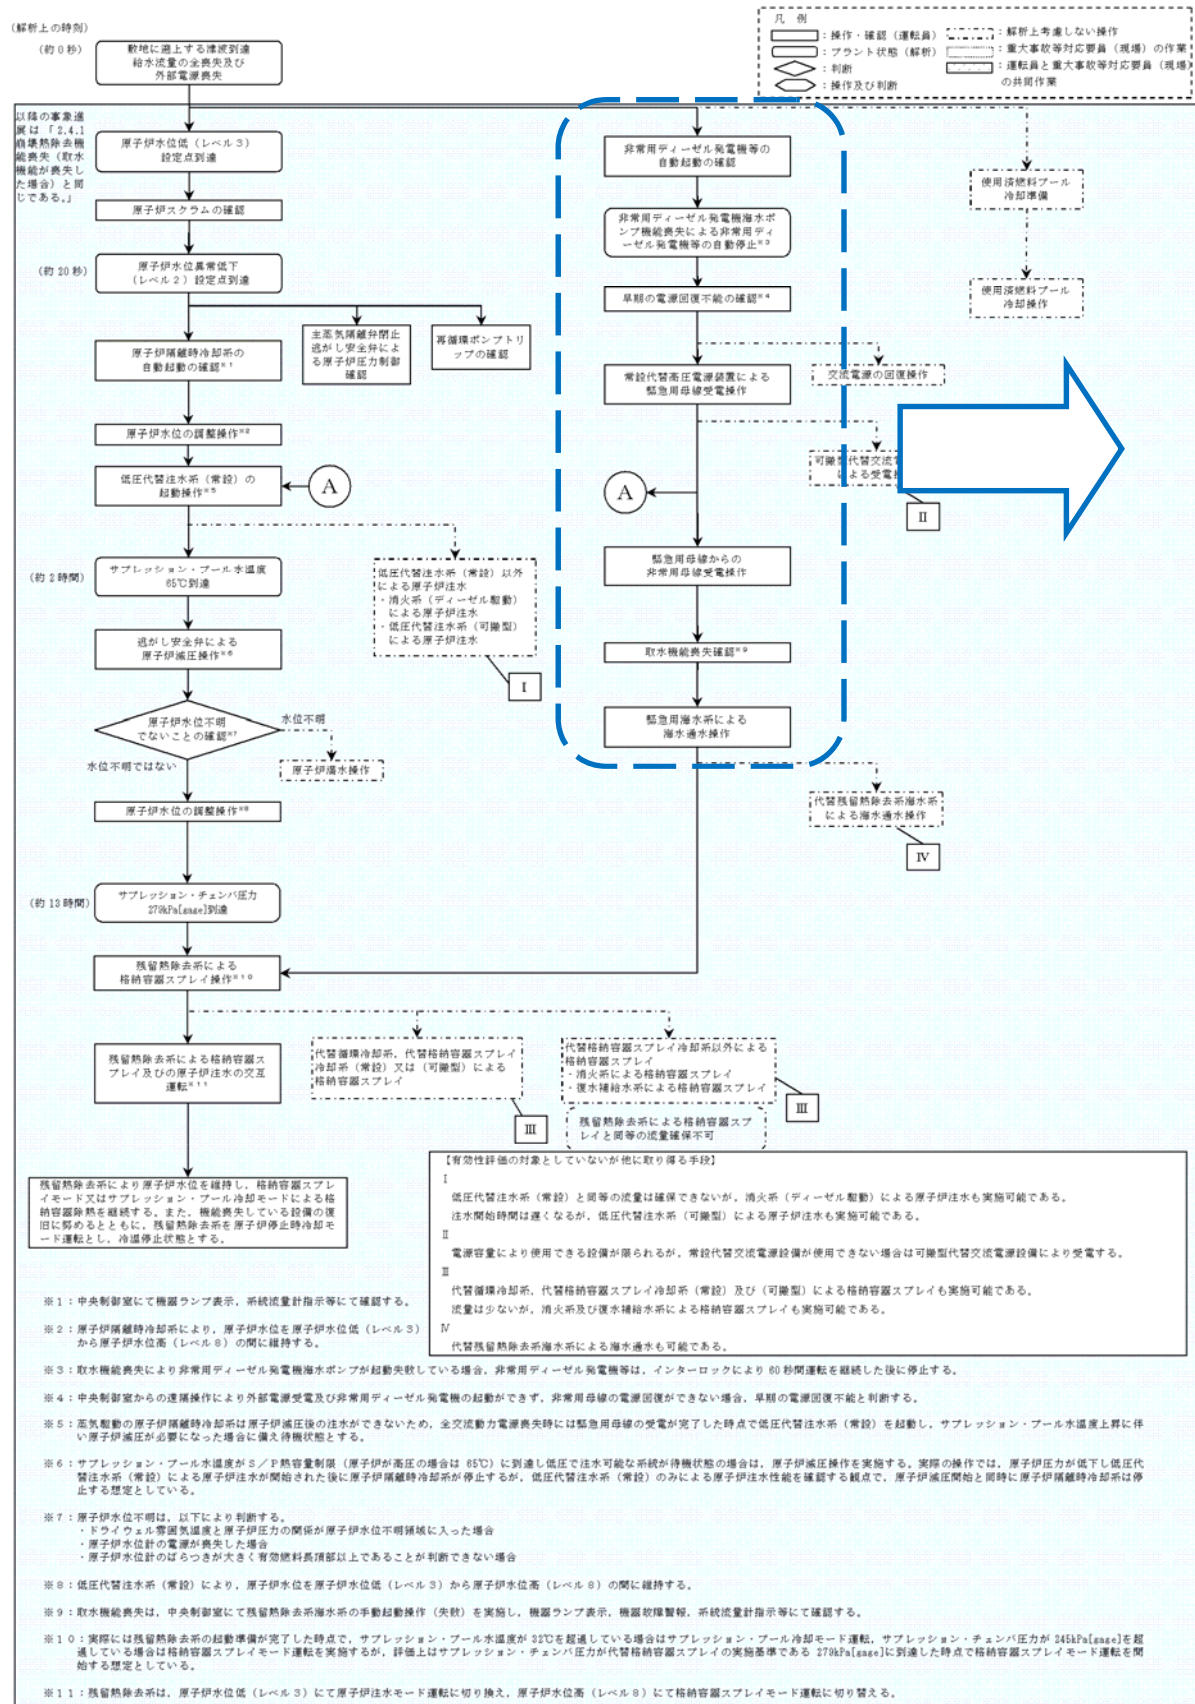 （解析上の時刻）
（約０秒）
敷地に遡上する津波到達
給水流量の全喪失及び
外部電源喪失
凡 例
：操作・確認（運転員）
：プラント状態（解析）
：判断
：操作及び判断
：解析上考慮しない操作
：重大事故等対応要員（現場）の作業
：運転員と重大事故等対応要員（現場）
の共同作業
以降の事象進
展は「2.4.1
崩壊熱除去機
能喪失（取水
機能が喪失し
た場合）と同
じである。」
原子炉水位低（レベル３）
設定点到達
原子炉スクラムの確認
（約20秒）
原子炉水位異常低下
（レベル２）設定点到達
主蒸気隔離弁閉止
逃がし安全弁によ
る原子炉圧力制御
確認
再循環ポンプトリ
ップの確認
原子炉隔離時冷却系の
自動起動の確認※１
原子炉水位の調整操作※２
低圧代替注水系（常設）の
起動操作※５
A
（約２時間）
サプレッション・プール水温度
65℃到達
低圧代替注水系（常設）以外
による原子炉注水
・消火系（ディーゼル駆動）
による原子炉注水
・低圧代替注水系（可搬型）
による原子炉注水
Ⅰ
逃がし安全弁による
原子炉減圧操作※６
原子炉水位不明
でないことの確認※７
水位不明
原子炉満水操作
水位不明ではない
原子炉水位の調整操作※８
（約13時間）
サプレッション・チェンバ圧力
279kPa[gage]到達
残留熱除去系による
格納容器スプレイ操作※１０
非常用ディーゼル発電機等の
自動起動の確認
非常用ディーゼル発電機海水ポ
ンプ機能喪失による非常用ディ
ーゼル発電機等の自動停止※３
早期の電源回復不能の確認※４
常設代替高圧電源装置による
緊急用母線受電操作
交流電源の回復操作
可搬型代替交流電
による受電操
Ⅱ
A
緊急用母線からの
非常用母線受電操作
取水機能喪失確認※９
緊急用海水系による
海水通水操作
代替残留熱除去系海水系
による海水通水操作
Ⅳ
使用済燃料プール
冷却準備
使用済燃料プール
冷却操作
残留熱除去系による格納容器ス
プレイ及びの原子炉注水の交互
運転※１１
代替循環冷却系，代替格納容器スプレイ
冷却系（常設）又は（可搬型）による
格納容器スプレイ
Ⅲ
代替格納容器スプレイ冷却系以外による
格納容器スプレイ
・消火系による格納容器スプレイ
・復水補給水系による格納容器スプレイ
Ⅲ
残留熱除去系による格納容器スプ
レイと同等の流量確保不可
残留熱除去系により原子炉水位を維持し，格納容器スプレ
イモード又はサプレッション・プール冷却モードによる格
納容器除熱を継続する。また，機能喪失している設備の復
旧に努めるとともに，残留熱除去系を原子炉停止時冷却モ
ード運転とし，冷温停止状態とする。
【有効性評価の対象としていないが他に取り得る手段】
Ⅰ
低圧代替注水系（常設）と同等の流量は確保できないが，消火系（ディーゼル駆動）による原子炉注水も実施可能である。
注水開始時間は遅くなるが，低圧代替注水系（可搬型）による原子炉注水も実施可能である。
Ⅱ
電源容量により使用できる設備が限られるが，常設代替交流電源設備が使用できない場合は可搬型代替交流電源設備により受電する。
Ⅲ
代替循環冷却系，代替格納容器スプレイ冷却系（常設）及び（可搬型）による格納容器スプレイも実施可能である。
流量は少ないが，消火系及び復水補給水系による格納容器スプレイも実施可能である。
Ⅳ
代替残留熱除去系海水系による海水通水も可能である。
※１：中央制御室にて機器ランプ表示，系統流量計指示等にて確認する。
※２：原子炉隔離時冷却系により，原子炉水位を原子炉水位低（レベル３）
から原子炉水位高（レベル８）の間に維持する。
※３：取水機能喪失により非常用ディーゼル発電機海水ポンプが起動失敗している場合，非常用ディーゼル発電機等は，インターロックにより60秒間運転を継続した後に停止する。
※４：中央制御室からの遠隔操作により外部電源受電及び非常用ディーゼル発電機の起動ができず，非常用母線の電源回復ができない場合，早期の電源回復不能と判断する。
※５：蒸気駆動の原子炉隔離時冷却系は原子炉減圧後の注水ができないため，全交流動力電源喪失時には緊急用母線の受電が完了した時点で低圧代替注水系（常設）を起動し，サプレッション・プール水温度上昇に伴
い原子炉減圧が必要になった場合に備え待機状態とする。
※６：サプレッション・プール水温度がＳ／Ｐ熱容量制限（原子炉が高圧の場合は 65℃）に到達し低圧で注水可能な系統が待機状態の場合は，原子炉減圧操作を実施する。実際の操作では，原子炉圧力が低下し低圧代
替注水系（常設）による原子炉注水が開始された後に原子炉隔離時冷却系が停止するが，低圧代替注水系（常設）のみによる原子炉注水性能を確認する観点で，原子炉減圧開始と同時に原子炉隔離時冷却系は停
止する想定としている。
※７：原子炉水位不明は，以下により判断する。
・ドライウェル雰囲気温度と原子炉圧力の関係が原子炉水位不明領域に入った場合
・原子炉水位計の電源が喪失した場合
・原子炉水位計のばらつきが大きく有効燃料長頂部以上であることが判断できない場合
※８：低圧代替注水系（常設）により，原子炉水位を原子炉水位低（レベル３）から原子炉水位高（レベル８）の間に維持する。
※９：取水機能喪失は，中央制御室にて残留熱除去系海水系の手動起動操作（失敗）を実施し，機器ランプ表示，機器故障警報，系統流量計指示等にて確認する。
※１０：実際には残留熱除去系の起動準備が完了した時点で，サプレッション・プール水温度が 32℃を超過している場合はサプレッション・プール冷却モード運転，サプレッション・チェンバ圧力が 245kPa[gage]を超
過している場合は格納容器スプレイモード運転を実施するが，評価上はサプレッション・チェンバ圧力が代替格納容器スプレイの実施基準である 279kPa[gage]に到達した時点で格納容器スプレイモード運転を開
始する想定としている。
※１１：残留熱除去系は，原子炉水位低（レベル３）にて原子炉注水モード運転に切り換え，原子炉水位高（レベル８）にて格納容器スプレイモード運転に切り替える。